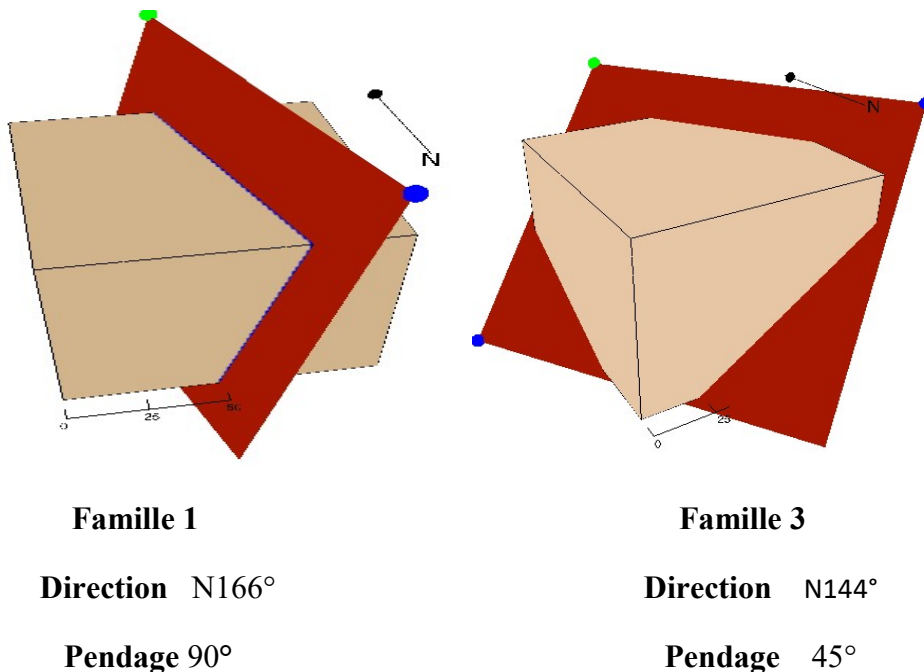 N
0
25
50
N
0
25
Famille 1
Direction N166°
Pendage 90°
Famille 3
Direction N144°
Pendage 45°